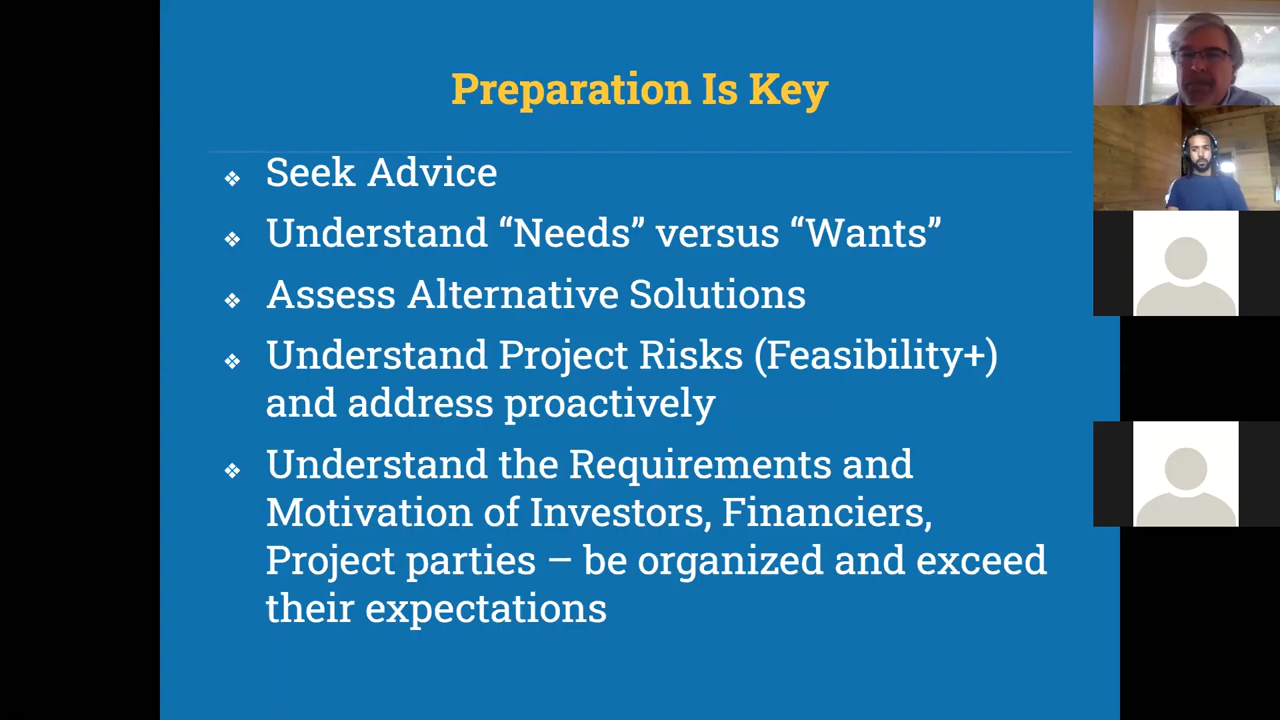 Preparation Is Key
❖ Seek Advice
❖ Understand “Needs” versus “Wants”
❖ Assess Alternative Solutions
❖ Understand Project Risks (Feasibility+)
and address proactively
❖ Understand the Requirements and
Motivation of Investors, Financiers,
Project parties – be organized and exceed
their expectations